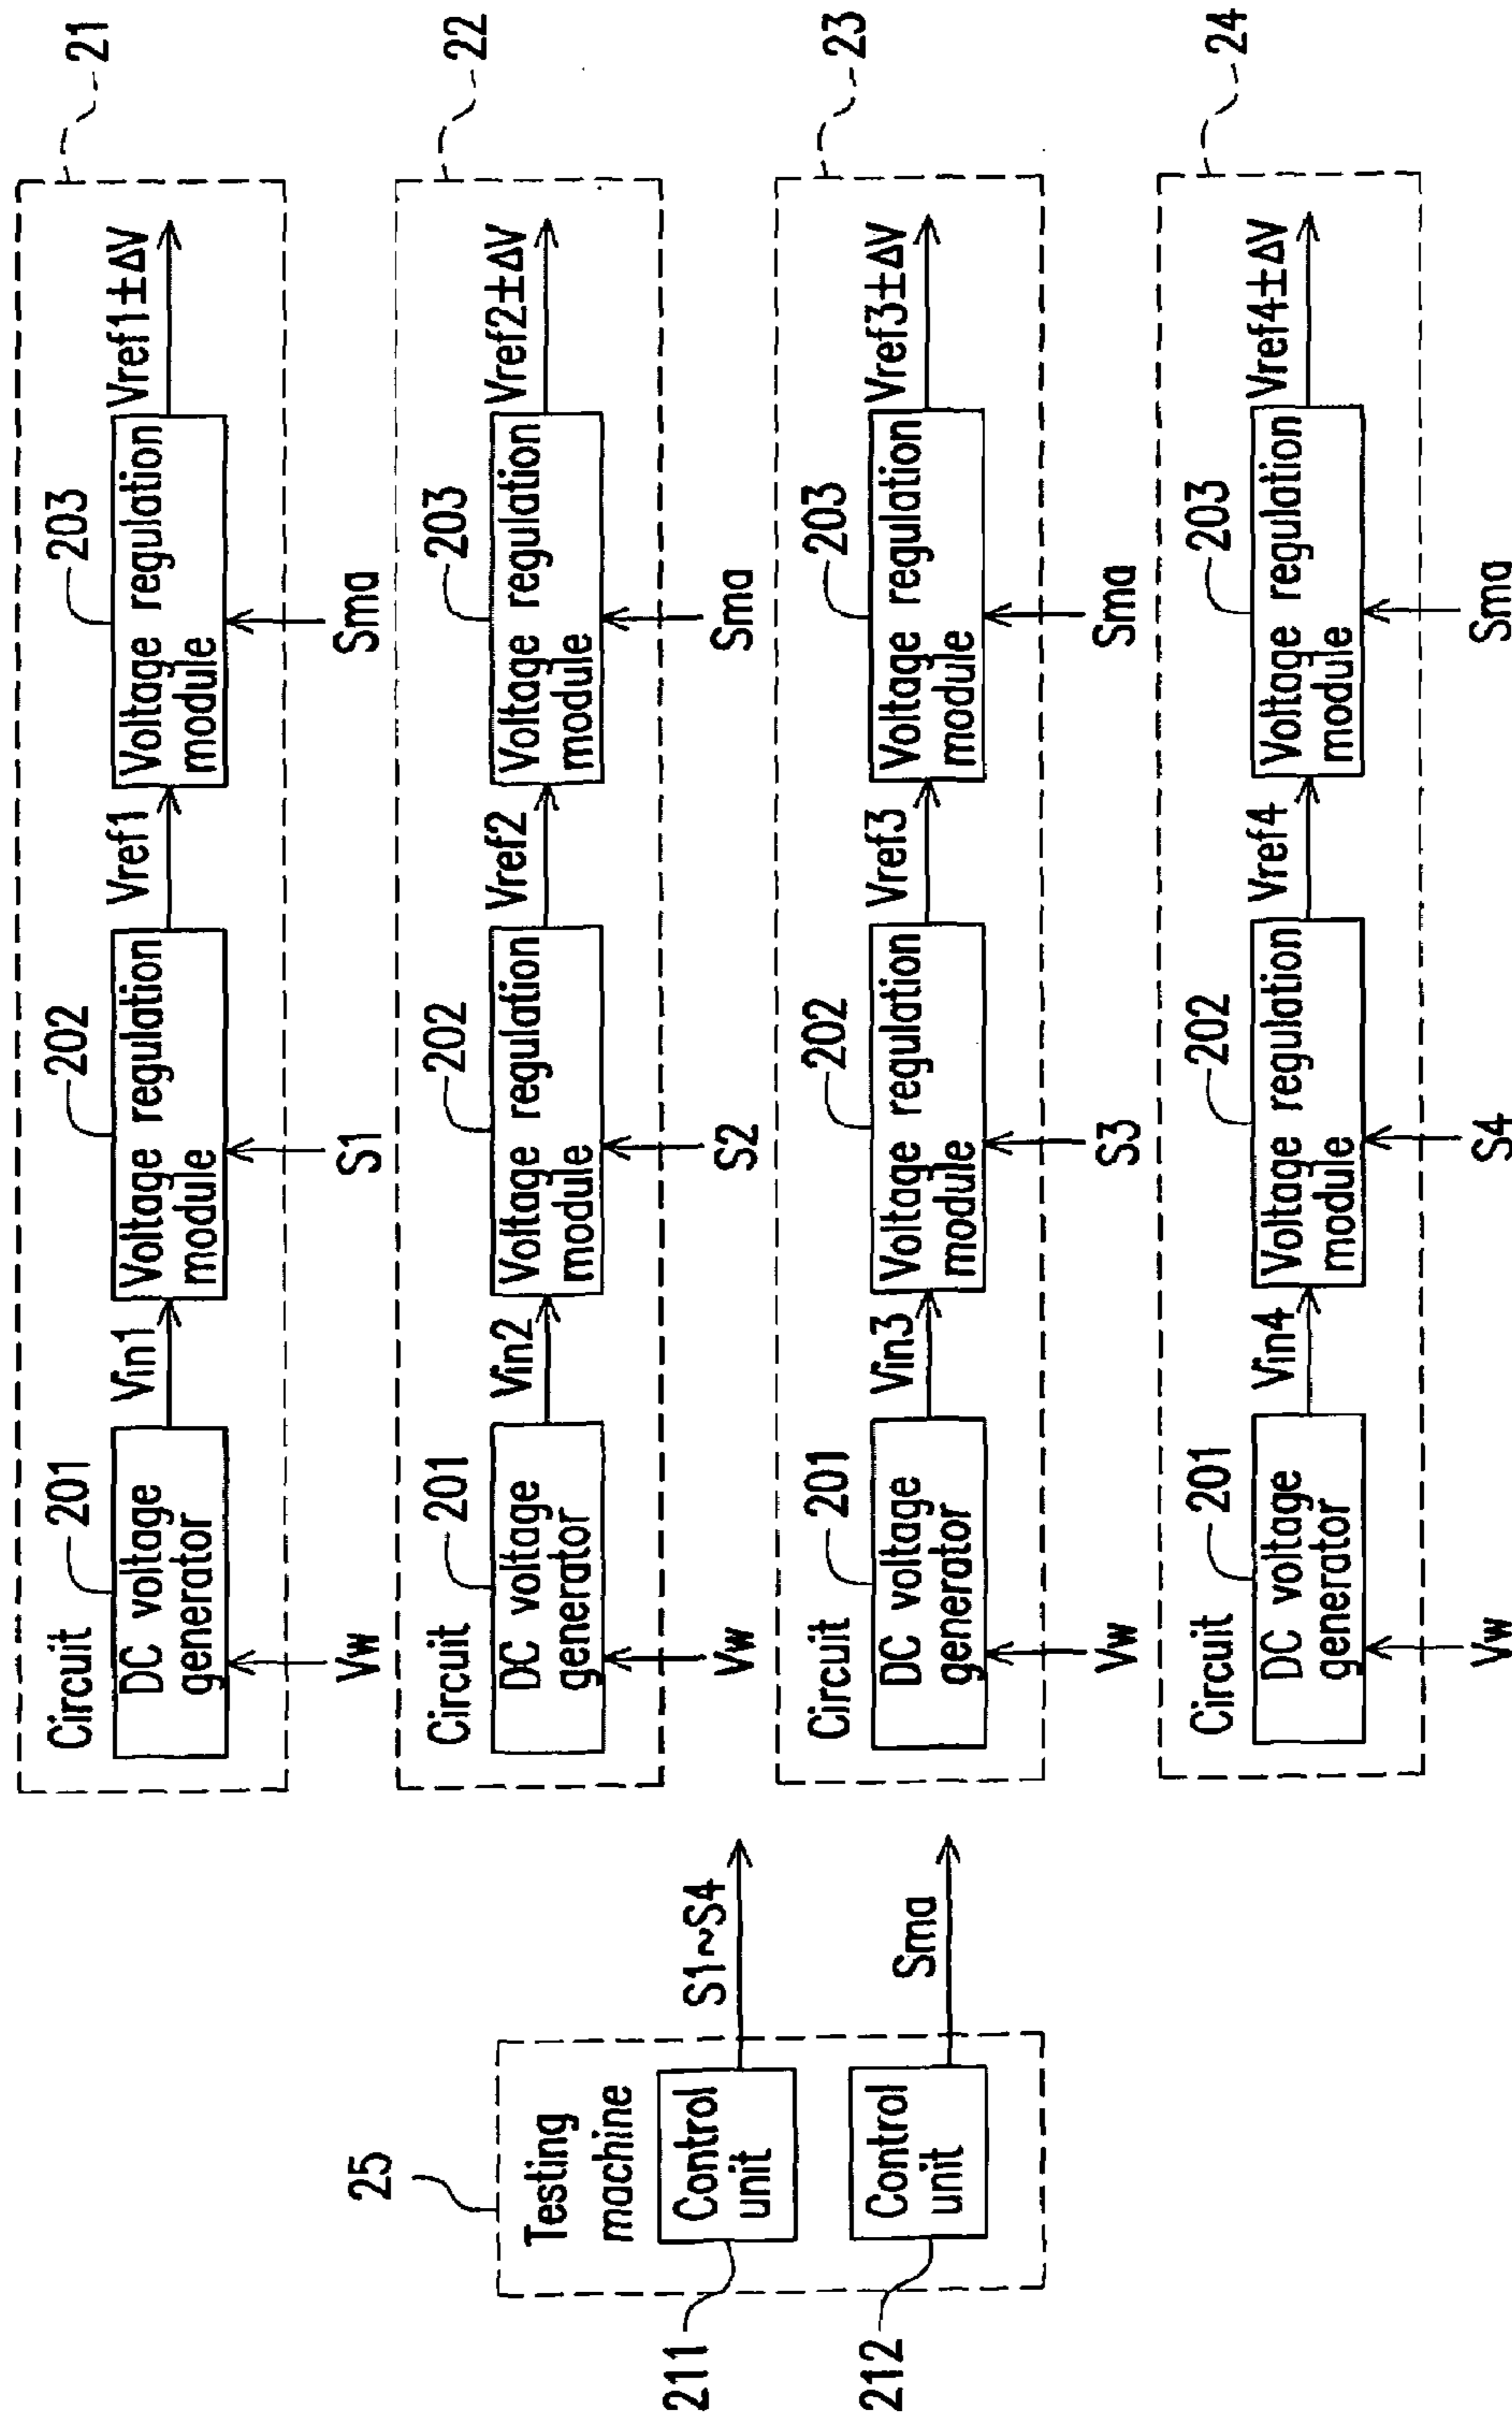 25
Testing
machine
Control
unit
211
S1~S4
Control
unit
212
Sma
21
Circuit
201
DC voltage
generator
Vw
Vin1
202
Voltage regulation
module
S1
Vref1
203
Voltage regulation
module
Sma
Vref1±ΔV
22
Circuit
201
DC voltage
generator
Vw
Vin2
202
Voltage regulation
module
S2
Vref2
203
Voltage regulation
module
Sma
Vref2±ΔV
23
Circuit
201
DC voltage
generator
Vw
Vin3
202
Voltage regulation
module
S3
Vref3
203
Voltage regulation
module
Sma
Vref3±ΔV
24
Circuit
201
DC voltage
generator
Vw
Vin4
202
Voltage regulation
module
S4
Vref4
203
Voltage regulation
module
Sma
Vref4±ΔV